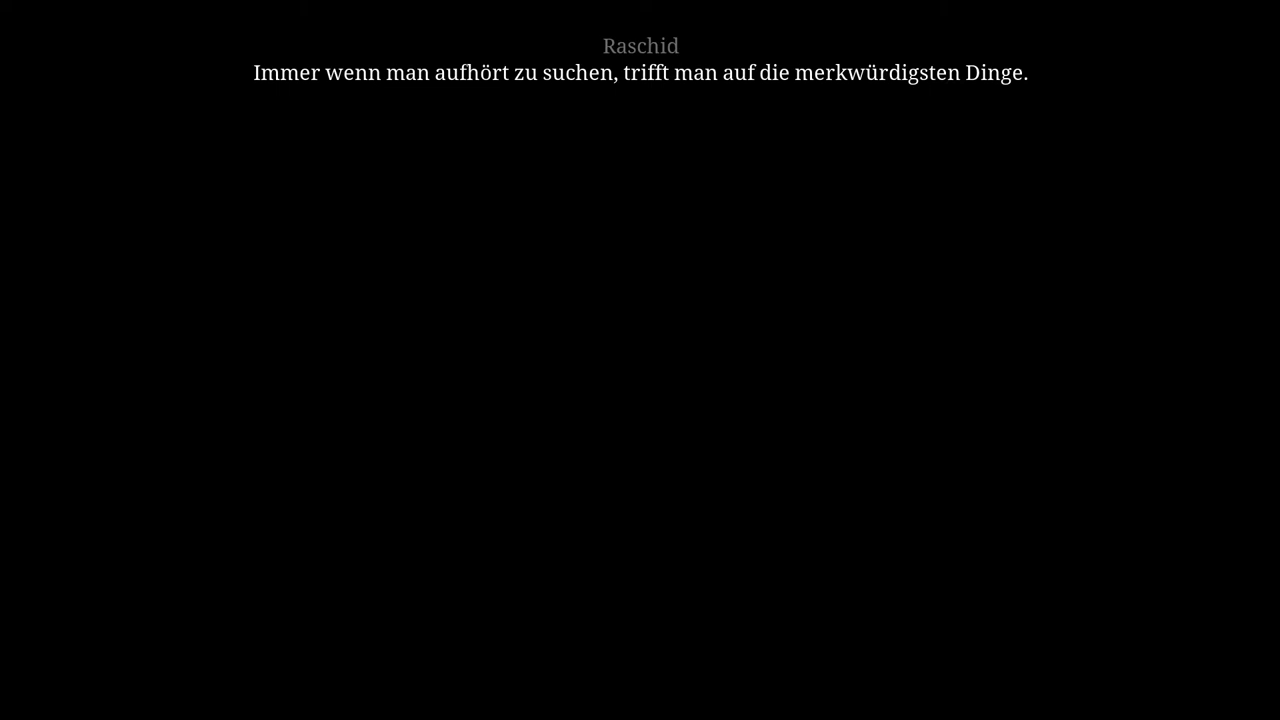 Raschid
Immer wenn man aufhört zu suchen, trifft man auf die merkwürdigsten Dinge.